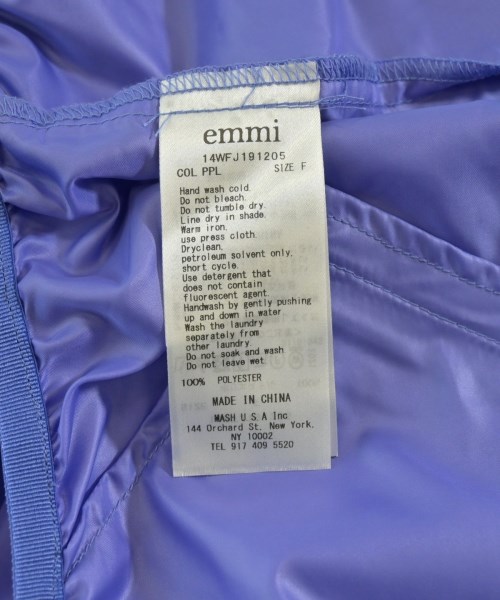 emmi
14WFJ191205
COL PPL SIZE F
Hand wash cold.
Do not bleach.
Do not tumble dry.
Line dry in shade.
Warm iron.
use press cloth.
Dryclean,
petroleum solvent only.
short cycle.
Use detergent that
does not contain
fluorescent agent.
Handwash by gently pushing
up and down in water.
Wash the laundry
separately from
other laundry.
Do not soak and wash
Do not leave wet
100% POLYESTER
MADE IN CHINA
MASH U.S.A Inc
144 Orchard St. New York.
NY 10002
TEL 917 409 5520